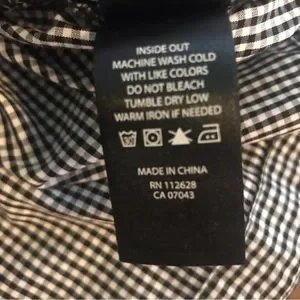 INSIDE OUT
MACHINE WASH COLD
WITH LIKE COLORS
DO NOT BLEACH
TUMBLE DRY LOW
WARM IRON IF NEEDED
MADE IN CHINA
RN 112628
CA 07043